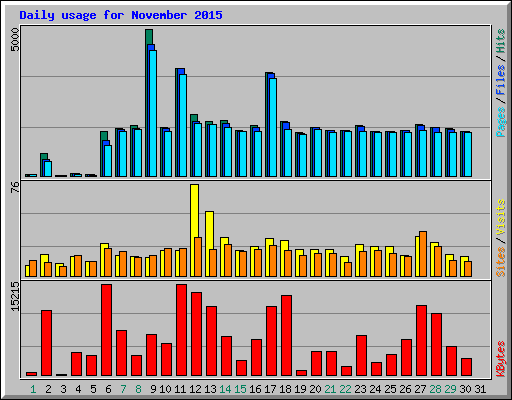 Daily usage for November 2015
5000
Pages / Files / Hits
76
Sites / Visits
15215
KBytes
1 2 3 4 5 6 7 8 9 10 11 12 13 14 15 16 17 18 19 20 21 22 23 24 25 26 27 28 29 30 31